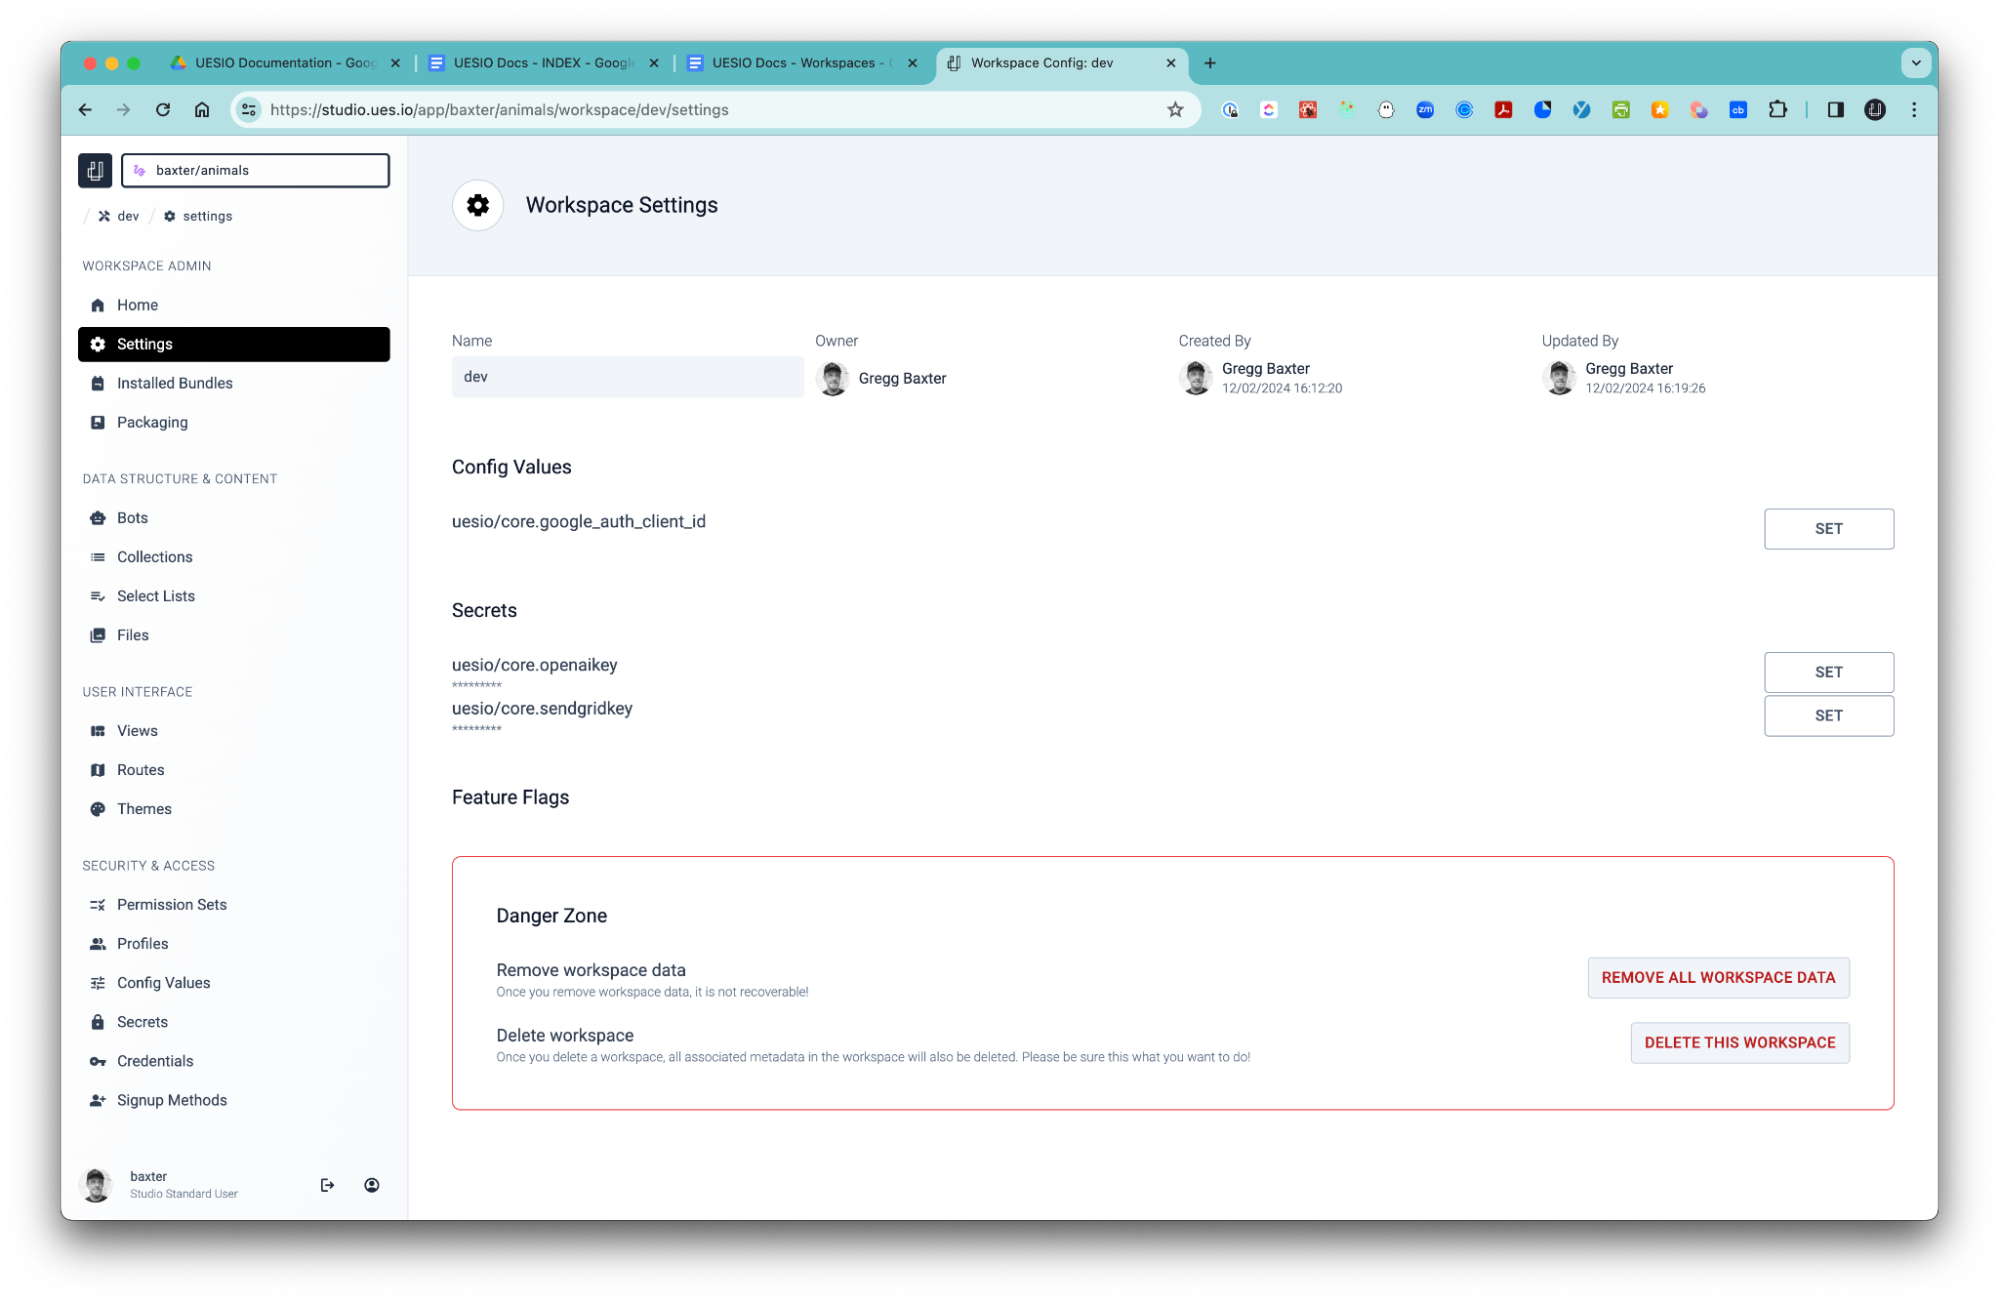 UESIO Documentation - Goog
UESIO Docs - INDEX - Google
UESIO Docs - Workspaces - G
Workspace Config: dev
https://studio.ues.io/app/baxter/animals/workspace/dev/settings
zm
cb
baxter/animals
/ dev / settings
WORKSPACE ADMIN
Home
Settings
Installed Bundles
Packaging
DATA STRUCTURE & CONTENT
Bots
Collections
Select Lists
Files
USER INTERFACE
Views
Routes
Themes
SECURITY & ACCESS
Permission Sets
Profiles
Config Values
Secrets
Credentials
Signup Methods
baxter
Studio Standard User
Workspace Settings
Name
dev
Owner
Gregg Baxter
Created By
Gregg Baxter
12/02/2024 16:12:20
Updated By
Gregg Baxter
12/02/2024 16:19:26
Config Values
uesio/core.google_auth_client_id
SET
Secrets
uesio/core.openaikey
*********
SET
uesio/core.sendgridkey
*********
SET
Feature Flags
Danger Zone
Remove workspace data
Once you remove workspace data, it is not recoverable!
REMOVE ALL WORKSPACE DATA
Delete workspace
Once you delete a workspace, all associated metadata in the workspace will also be deleted. Please be sure this what you want to do!
DELETE THIS WORKSPACE